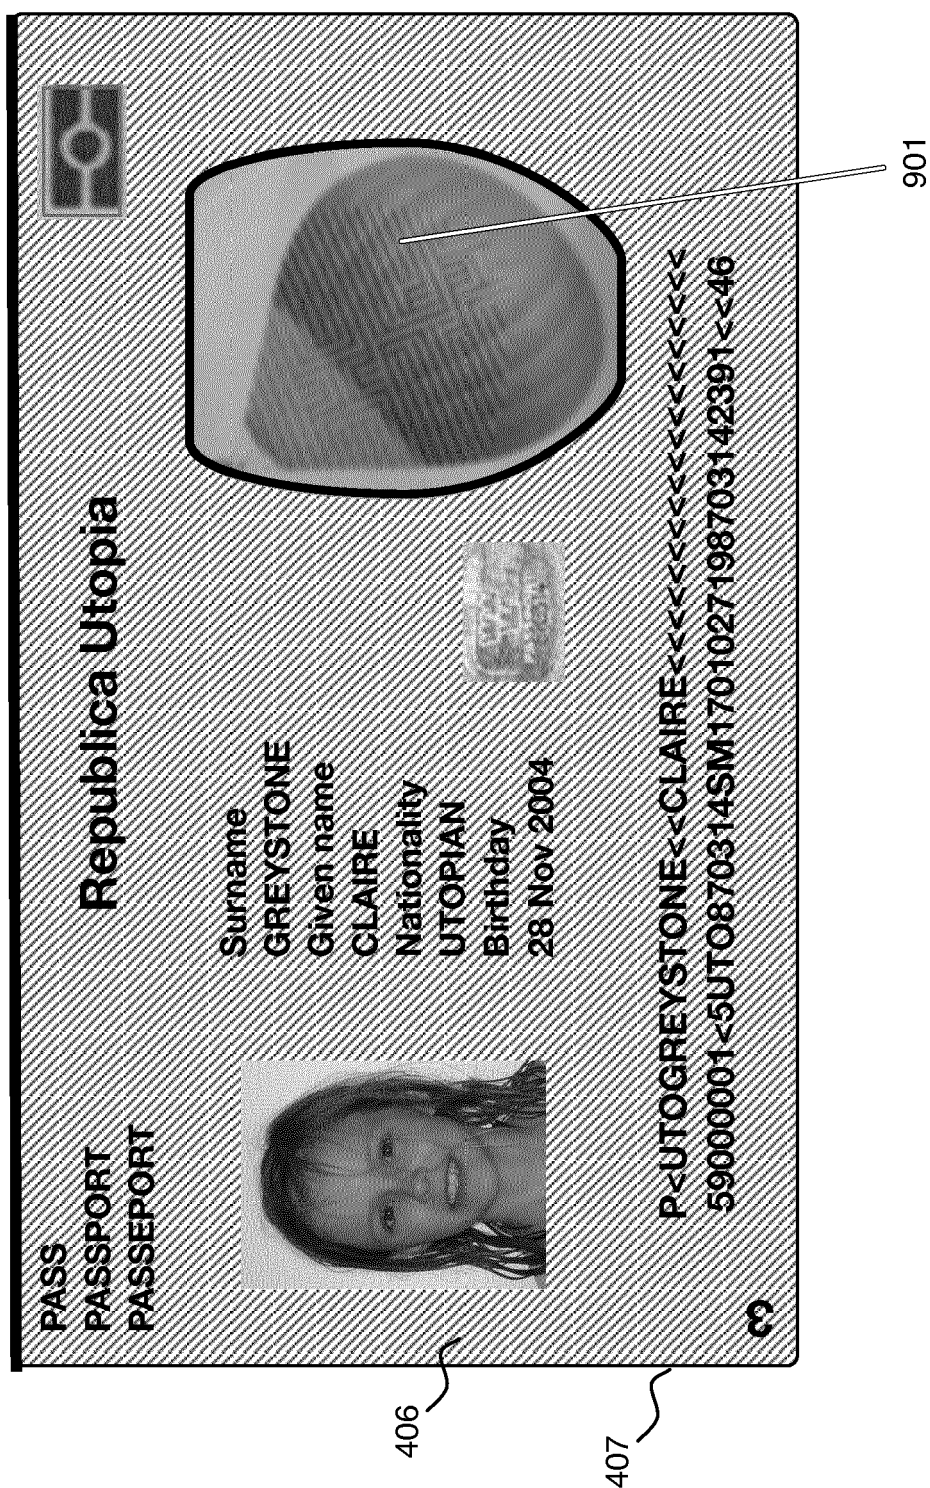 PASS
PASSPORT
PASSEPORT
Republica Utopia
Surname
GREYSTONE
Given name
CLAIRE
Nationality
UTOPIAN
Birthday
28 Nov 2004
P<UTOGREYSTONE<<CLAIRE<<<<<<<<<<<<<<<<<<<
59000001<5UTO870314SM1701027198703142391<<46
3
406
407
901